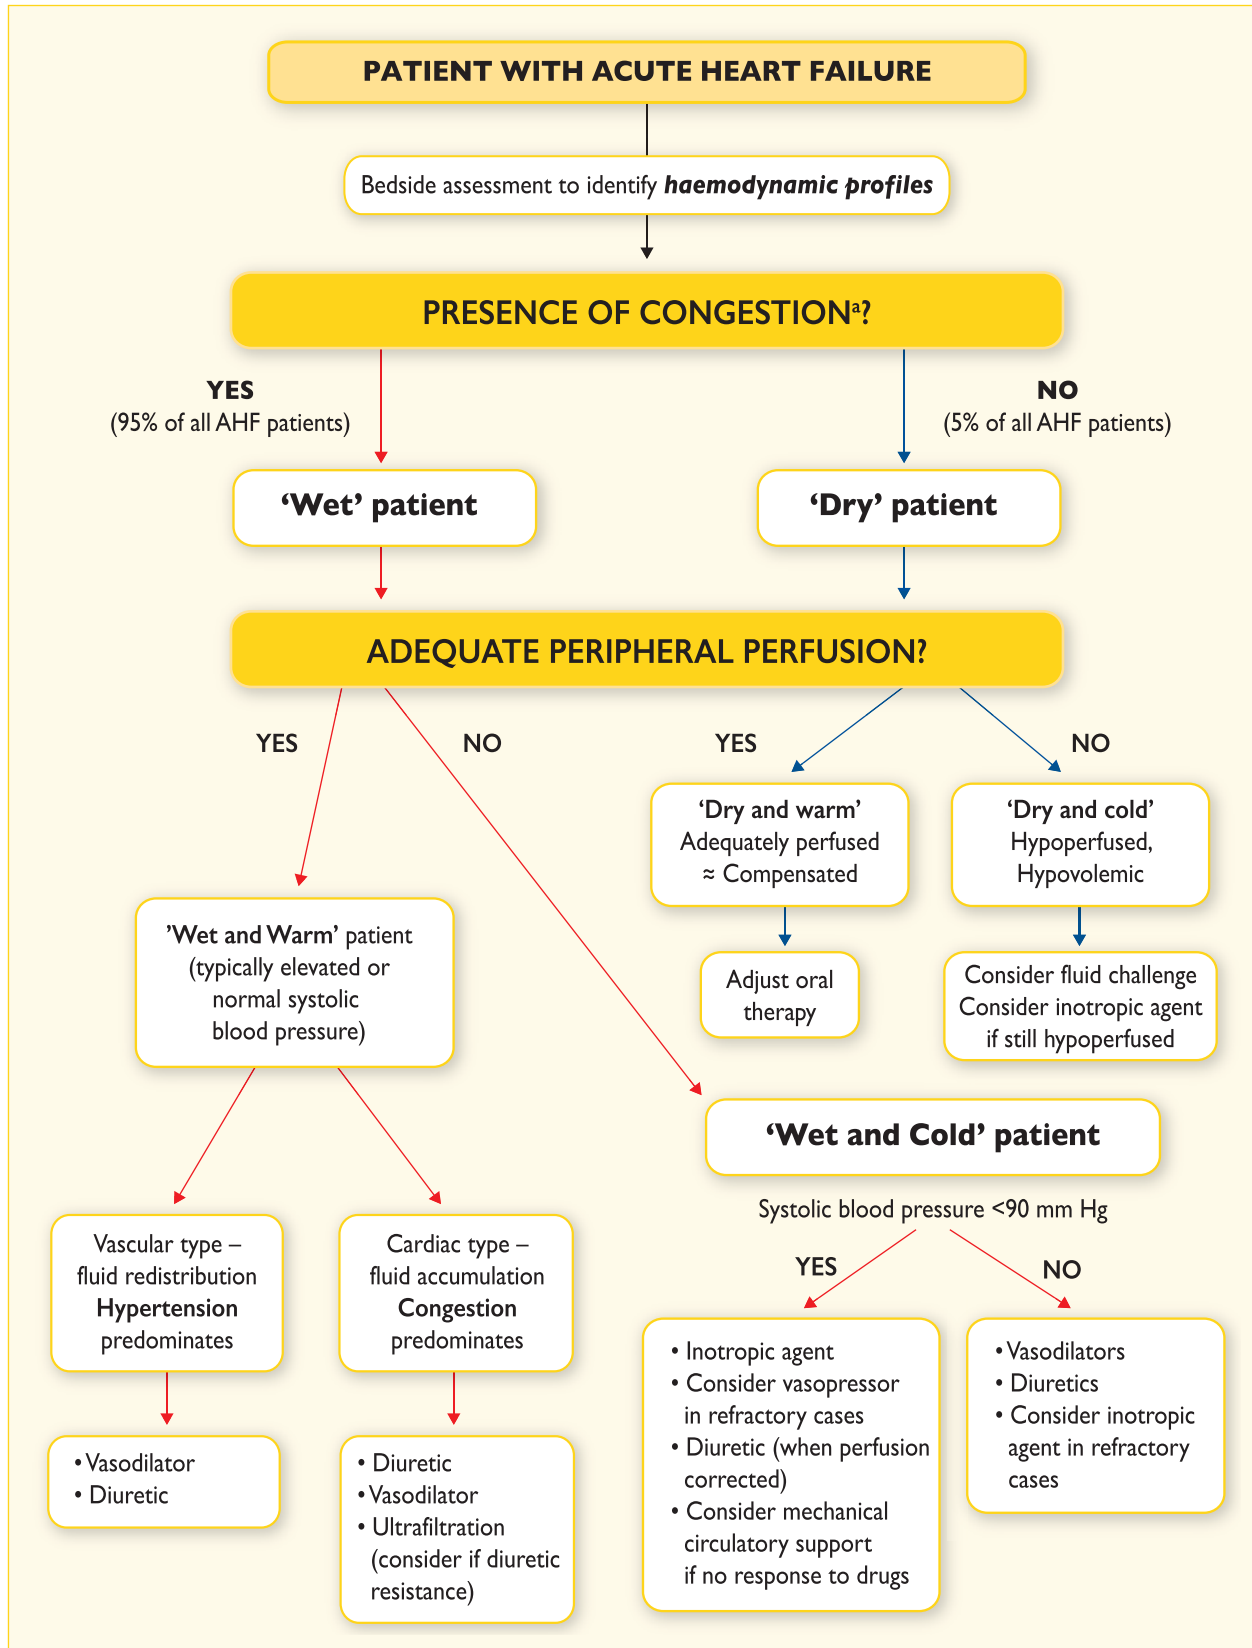 PATIENT WITH ACUTE HEART FAILURE
Bedside assessment to identify haemodynamic profiles
PRESENCE OF CONGESTIONa?
YES
(95% of all AHF patients)
NO
(5% of all AHF patients)
‘Wet’ patient
‘Dry’ patient
ADEQUATE PERIPHERAL PERFUSION?
YES
NO
YES
NO
‘Dry and warm’
Adequately perfused
≈ Compensated
‘Dry and cold’
Hypoperfused,
Hypovolemic
’Wet and Warm’ patient
(typically elevated or
normal systolic
blood pressure)
Adjust oral
therapy
Consider fluid challenge
Consider inotropic agent
if still hypoperfused
‘Wet and Cold’ patient
Systolic blood pressure <90 mm Hg
YES
NO
Vascular type –
fluid redistribution
Hypertension
predominates
Cardiac type –
fluid accumulation
Congestion
predominates
• Vasodilator
• Diuretic
• Diuretic
• Vasodilator
• Ultrafiltration
(consider if diuretic
resistance)
• Inotropic agent
• Consider vasopressor
in refractory cases
• Diuretic (when perfusion
corrected)
• Consider mechanical
circulatory support
if no response to drugs
• Vasodilators
• Diuretics
• Consider inotropic
agent in refractory
cases